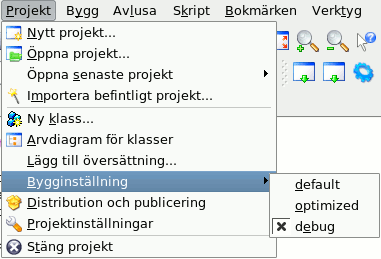 Projekt Bygg Avlusa Skript Bokmärken Verktyg
Nytt projekt...
Öppna projekt...
Öppna senaste projekt
Importera befintligt projekt...
Ny klass...
Arvdiagram för klasser
Lägg till översättning...
Bygginställning
default
Distribution och publicering
optimized
Projektinställningar
debug
Stäng projekt